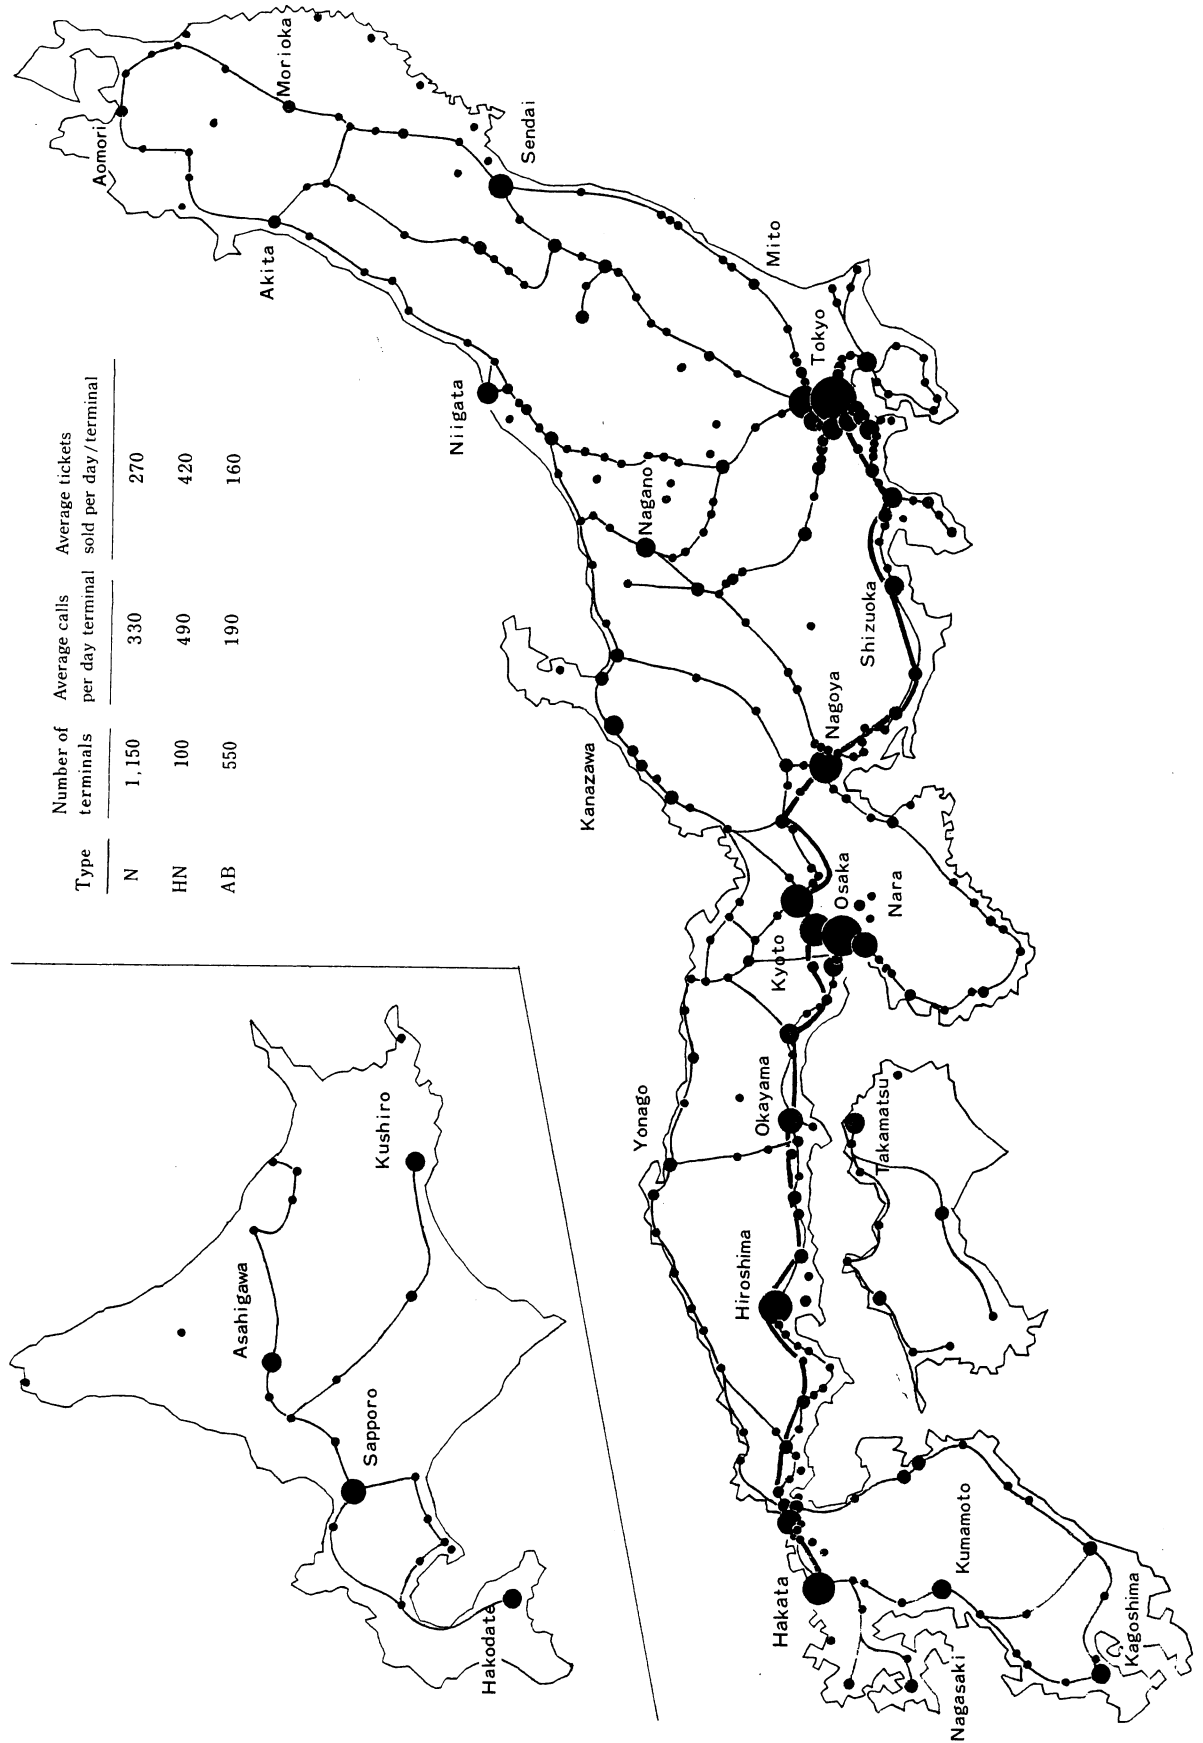 Type
Number of
terminals
Average calls
per day terminal
Average tickets
sold per day/terminal
N 1,150 330 270
HN 100 490 420
AB 550 190 160
Aomori
Morioka
Akita
Sendai
Niigata
Mito
Tokyo
Nagano
Kanazawa
Shizuoka
Nagoya
Osaka
Nara
Kyoto
Yonago
Okayama
Takamatsu
Hiroshima
Hakata
Kumamoto
Nagasaki
Kagoshima
Kushiro
Asahigawa
Sapporo
Hakodate